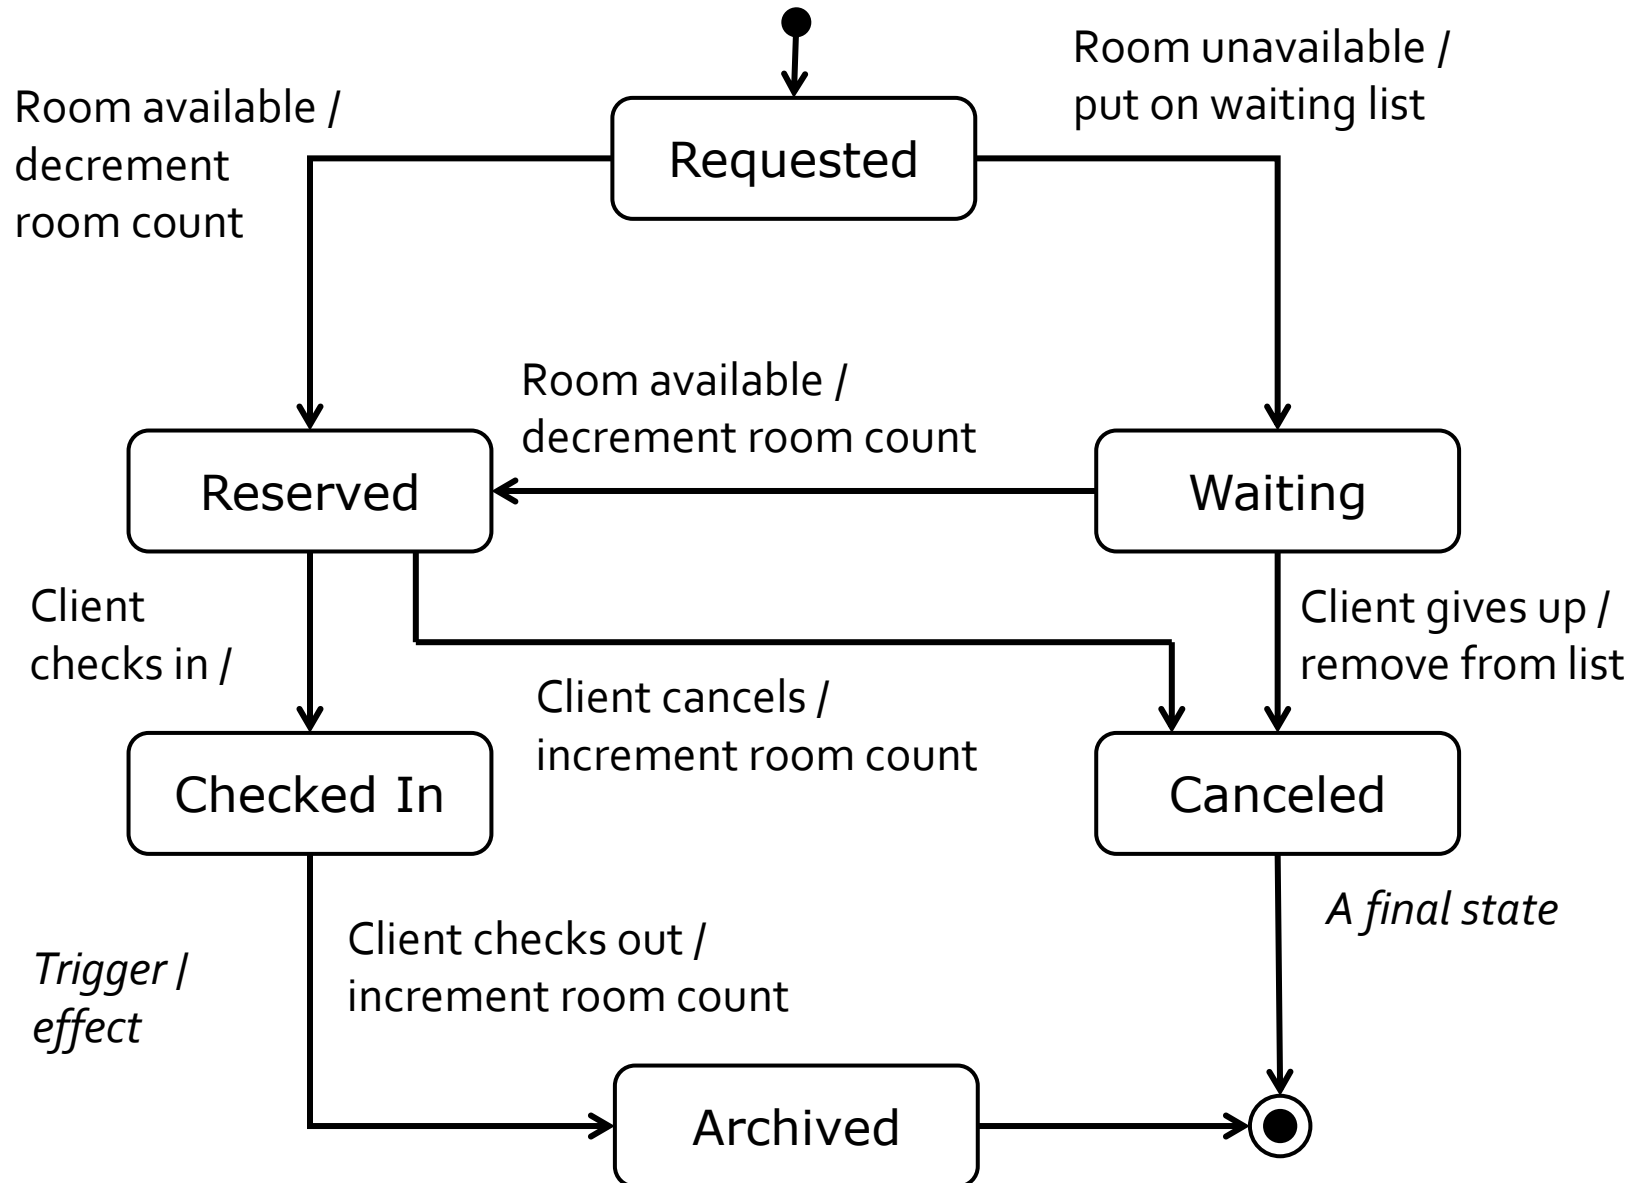 Room unavailable /
put on waiting list
Room available /
decrement
room count
Requested
Room available /
decrement room count
Reserved
Waiting
Client
checks in /
Client gives up /
remove from list
Client cancels /
increment room count
Checked In
Canceled
A final state
Trigger /
effect
Client checks out /
increment room count
Archived